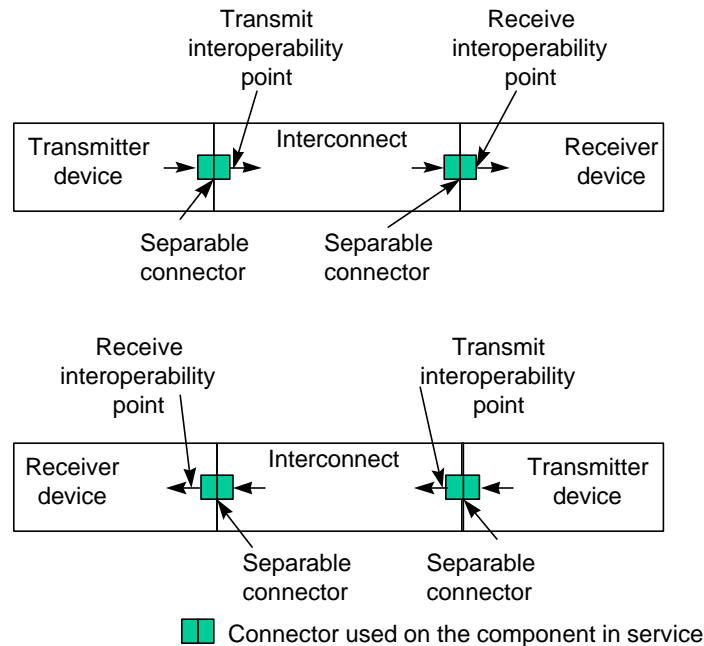 Transmit
interoperability
point
Receive
interoperability
point
Transmitter
device
Interconnect
Receiver
device
Separable
connector
Separable
connector
Receive
interoperability
point
Transmit
interoperability
point
Receiver
device
Interconnect
Transmitter
device
Separable
connector
Separable
connector
Connector used on the component in service